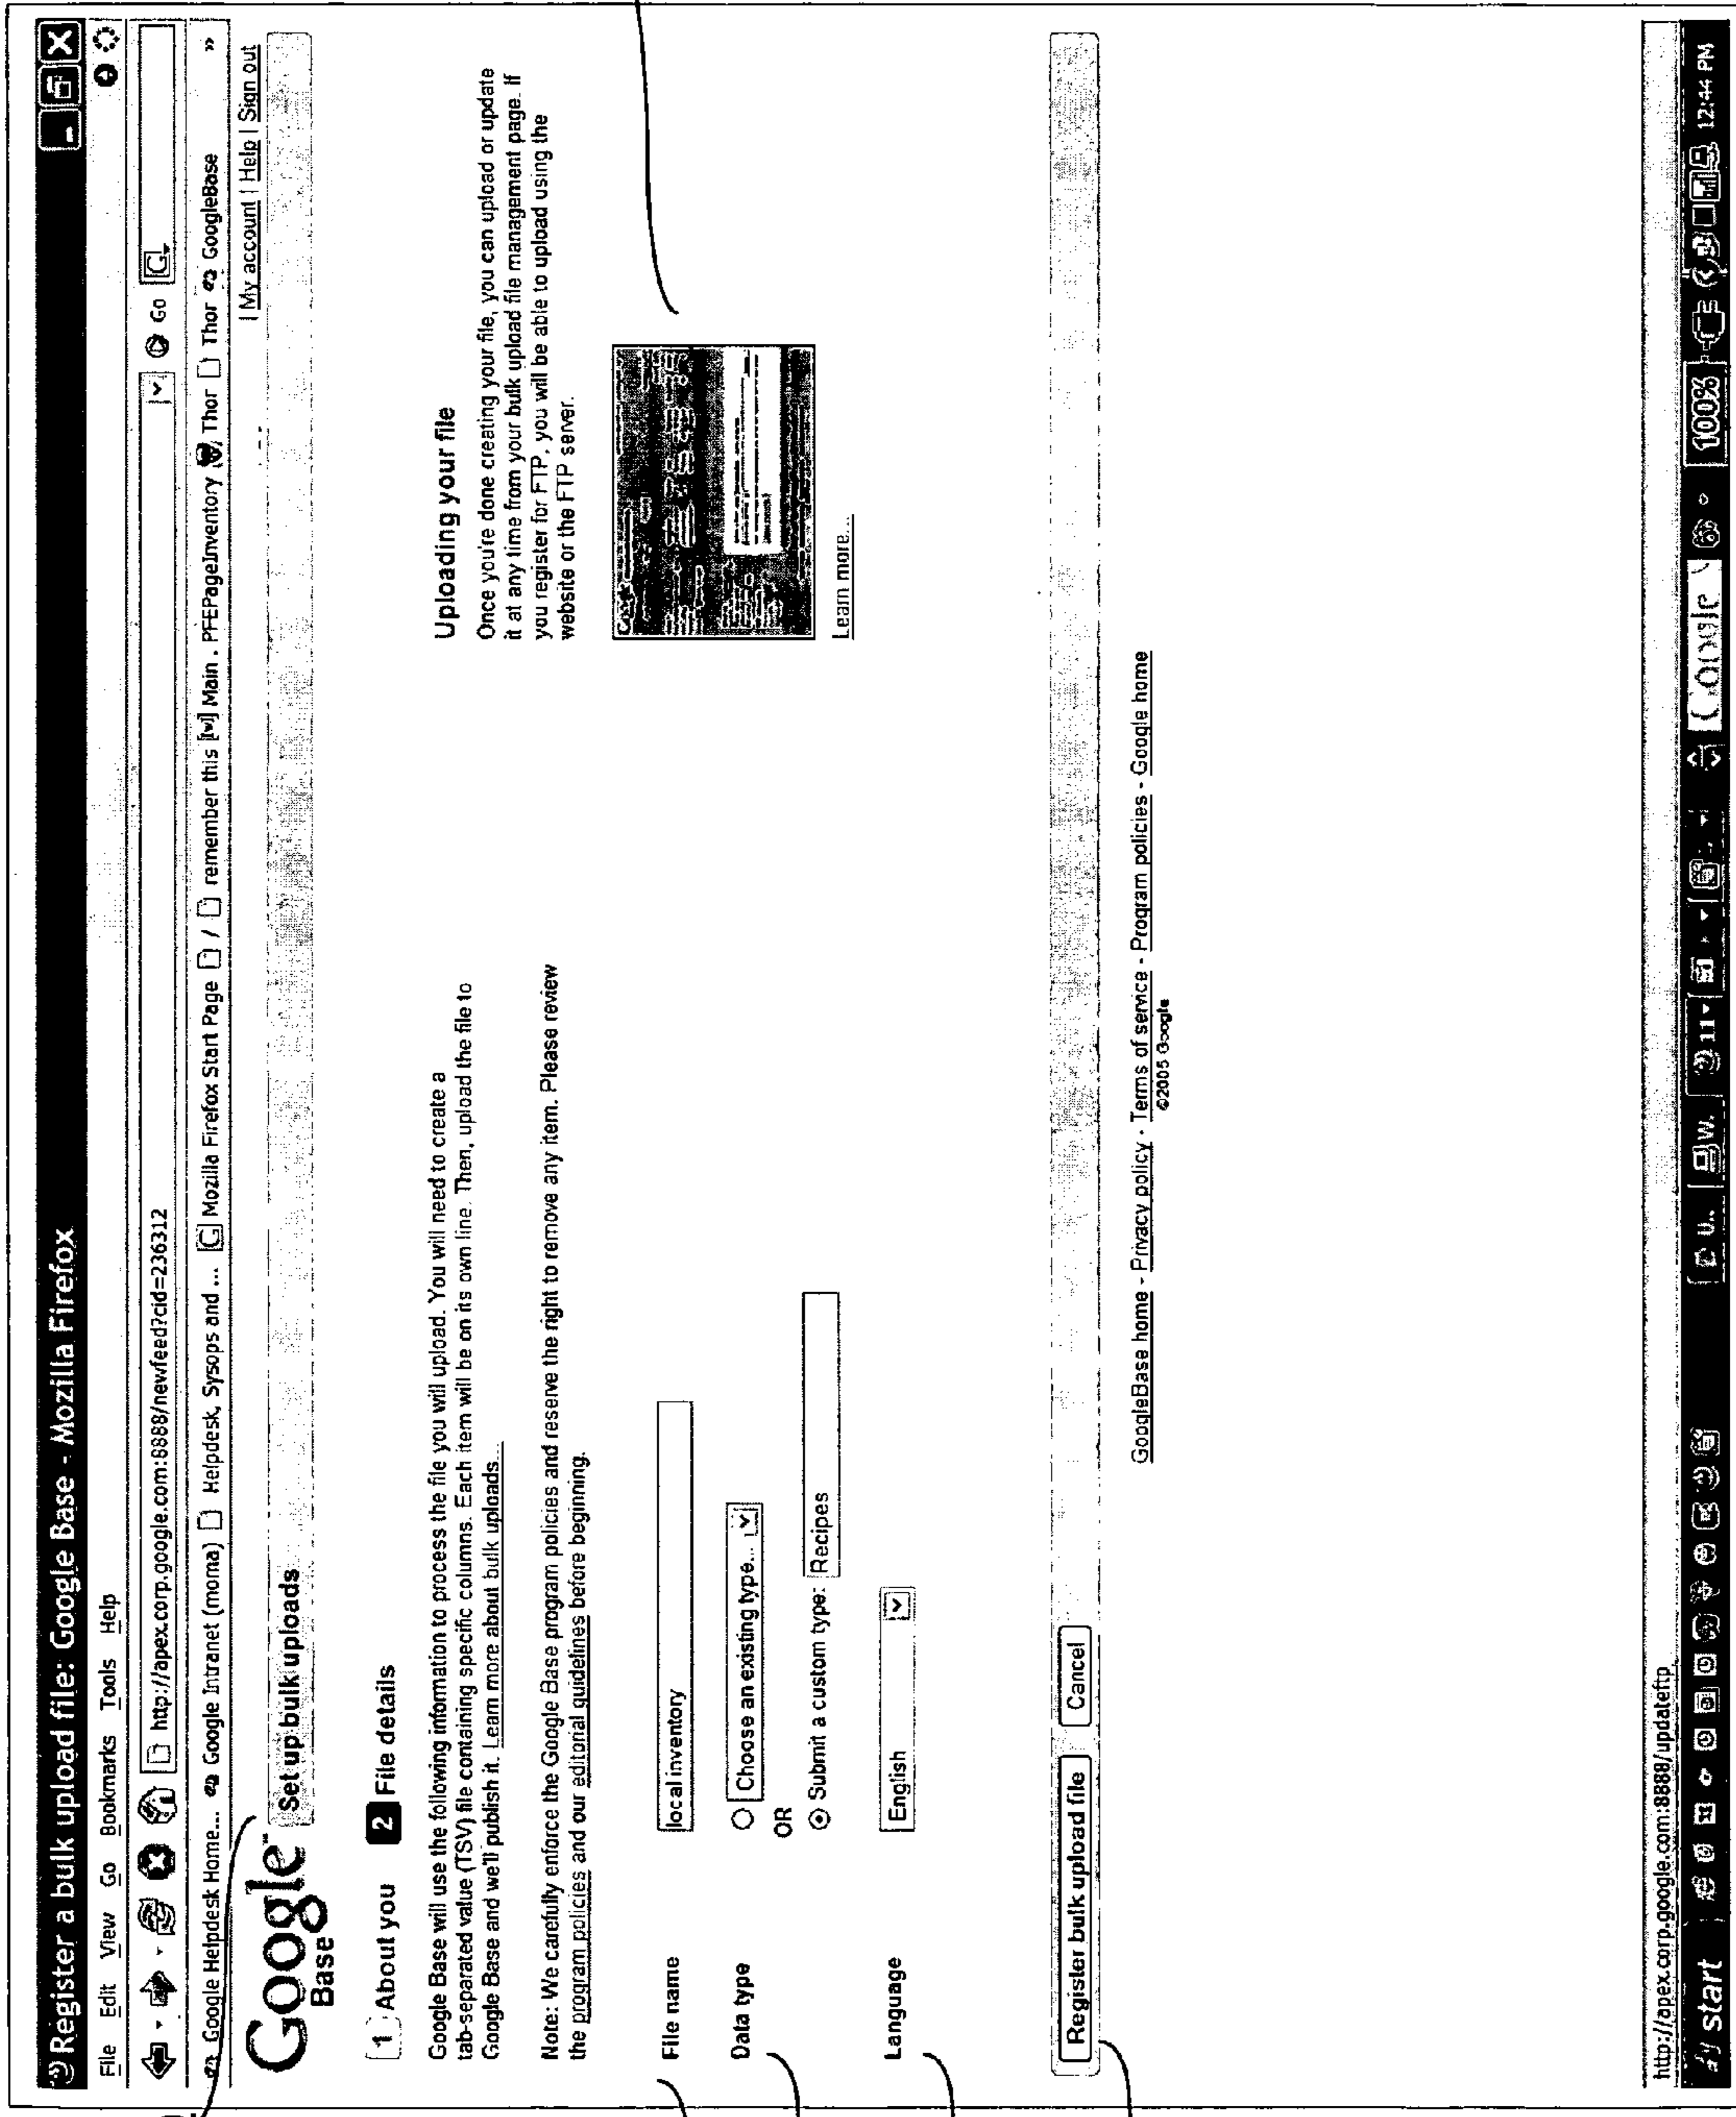 Register a bulk upload file: Google Base - Mozilla Firefox
File Edit View Go Bookmarks Tools Help
http://apex.corp.google.com:8888/newfeed?cid=236312 Go G
Google Helpdesk Home... Google Intranet (moma) Helpdesk, Sysops and ... G Mozilla Firefox Start Page / remember this Main . PFEPageInventory Thor Thor GoogleBase »
| My account | Help | Sign out
Google™ Base
Set up bulk uploads
1 About you 2 File details
Google Base will use the following information to process the file you will upload. You will need to create a
tab-separated value (TSV) file containing specific columns. Each item will be on its own line. Then, upload the file to
Google Base and we'll publish it. Learn more about bulk uploads...
Note: We carefully enforce the Google Base program policies and reserve the right to remove any item. Please review
the program policies and our editorial guidelines before beginning.
File name local inventory
Data type Choose an existing type...
OR
Submit a custom type: Recipes
Language English
Uploading your file
Once you're done creating your file, you can upload or update
it at any time from your bulk upload file management page. If
you register for FTP, you will be able to upload using the
website or the FTP server.
Learn more...
Register bulk upload file Cancel
GoogleBase home - Privacy policy - Terms of service - Program policies - Google home
©2005 Google
http://apex.corp.google.com:8888/updateftp
start U.. W. 11 Google 100% 12:44 PM